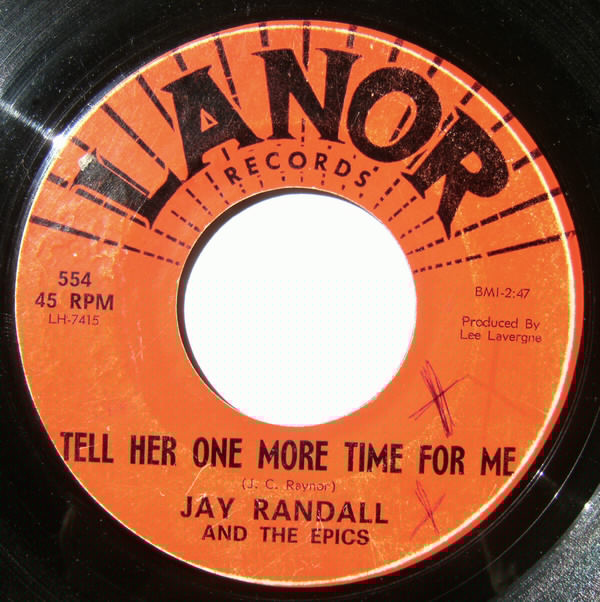 LANOR
RECORDS
554
45 RPM
LH-7415
BMI-2:47
Produced By
Lee Lavergne
TELL HER ONE MORE TIME FOR ME
(J. C. Raynor)
JAY RANDALL
AND THE EPICS